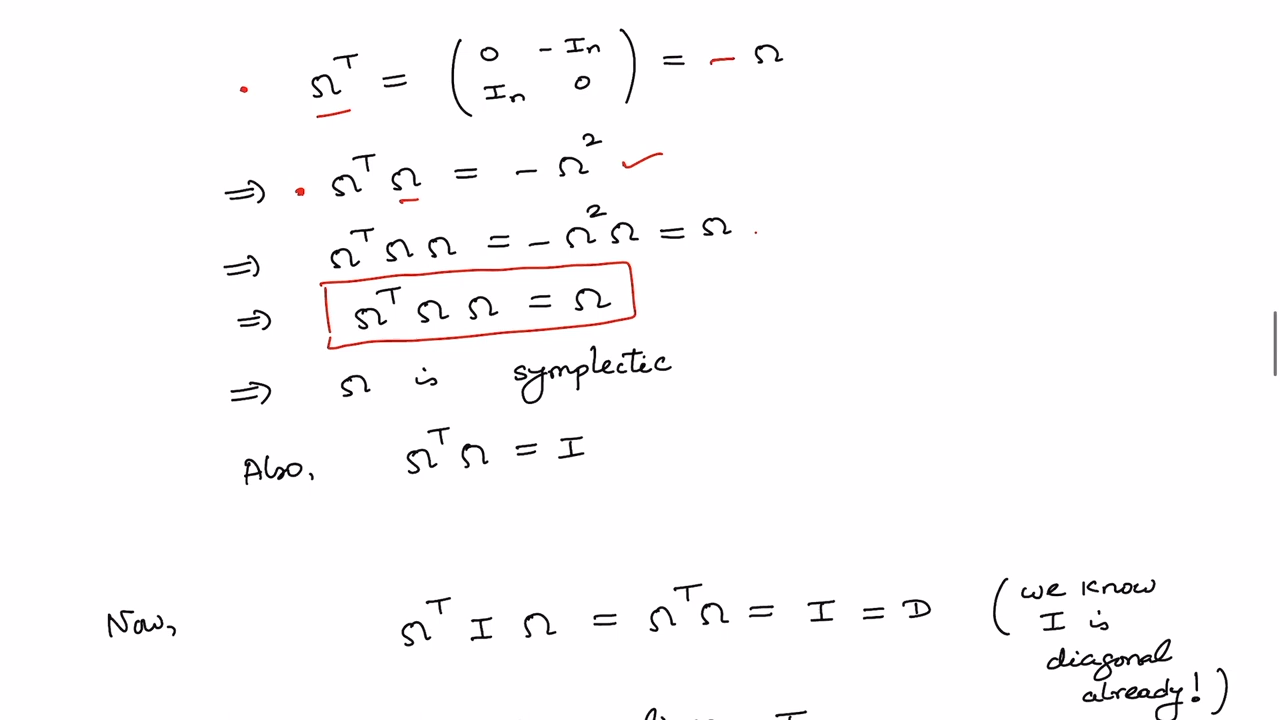 • Ω^T = ( 0 -I_n ; I_n 0 ) = - Ω
⇒ • Ω^T Ω = - Ω^2 ✓
⇒ Ω^T Ω Ω = - Ω^2 Ω = Ω
⇒ Ω^T Ω Ω = Ω
⇒ Ω is symplectic
Also, Ω^T Ω = I
Now, Ω^T I Ω = Ω^T Ω = I = D (we know
I is
diagonal
already!)